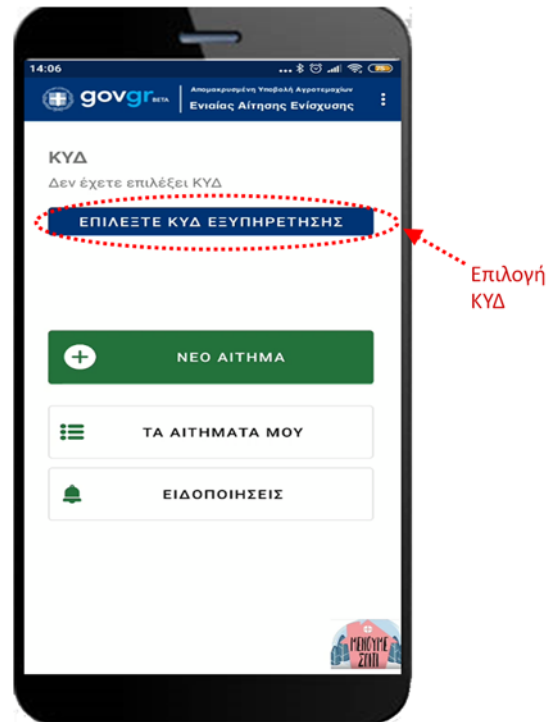 14:06
govgr BETA
Απομακρυσμένη Υποβολή Αγροτεμαχίων
Ενιαίας Αίτησης Ενίσχυσης
ΚΥΔ
Δεν έχετε επιλέξει ΚΥΔ
ΕΠΙΛΕΞΤΕ ΚΥΔ ΕΞΥΠΗΡΕΤΗΣΗΣ
Επιλογή
ΚΥΔ
ΝΕΟ ΑΙΤΗΜΑ
ΤΑ ΑΙΤΗΜΑΤΑ ΜΟΥ
ΕΙΔΟΠΟΙΗΣΕΙΣ
ΜΕΝΟΥΜΕ
ΣΠΙΤΙ